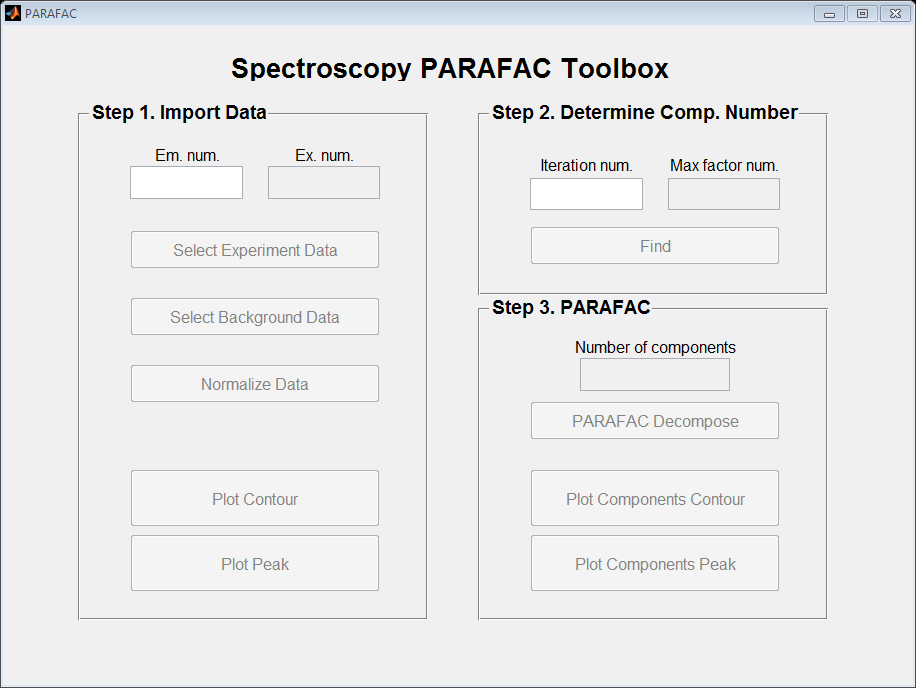 PARAFAC
Spectroscopy PARAFAC Toolbox
Step 1. Import Data
Em. num. Ex. num.
Select Experiment Data
Select Background Data
Normalize Data
Plot Contour
Plot Peak
Step 2. Determine Comp. Number
Iteration num. Max factor num.
Find
Step 3. PARAFAC
Number of components
PARAFAC Decompose
Plot Components Contour
Plot Components Peak